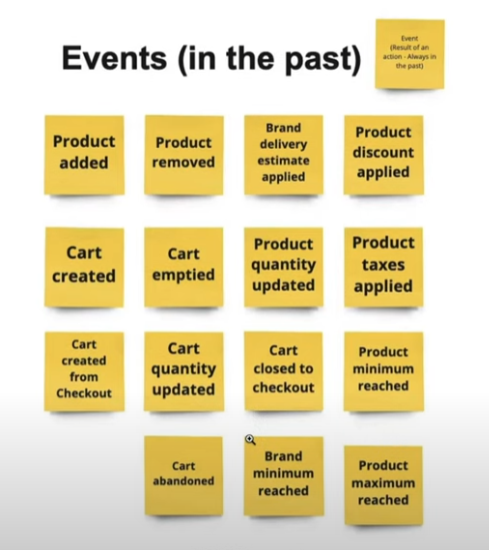 Events (in the past)
Event
(Result of an
action - Always in
the past)
Product
added
Product
removed
Brand
delivery
estimate
applied
Product
discount
applied
Cart
created
Cart
emptied
Product
quantity
updated
Product
taxes
applied
Cart
created
from
Checkout
Cart
quantity
updated
Cart
closed to
checkout
Product
minimum
reached
Cart
abandoned
Brand
minimum
reached
Product
maximum
reached